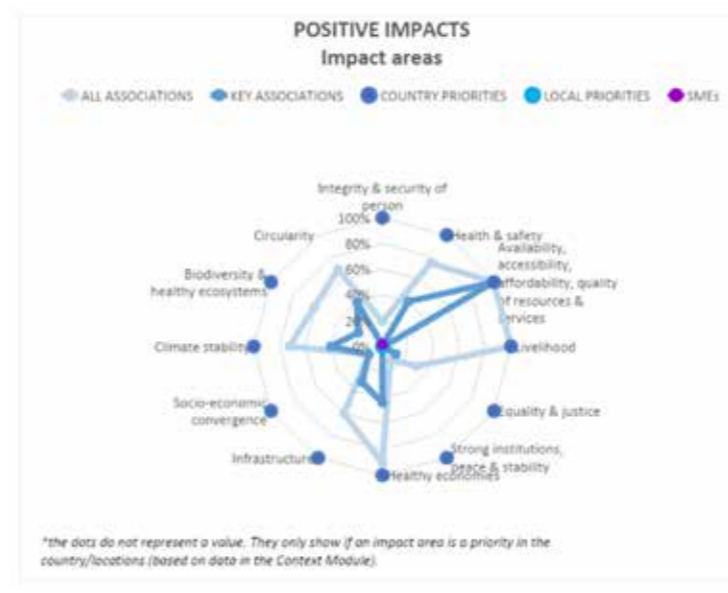 POSITIVE IMPACTS
Impact areas
ALL ASSOCIATIONS KEY ASSOCIATIONS COUNTRY PRIORITIES LOCAL PRIORITIES SMEs
Integrity & security of
person
100%
80%
60%
40%
20%
0%
Health & safety
Availability,
accessibility,
affordability, quality
of resources &
services
Livelihood
Equality & justice
Strong institutions,
peace & stability
Healthy economies
Infrastructure
Socio-economic
convergence
Climate stability
Biodiversity &
healthy ecosystems
Circularity
*the dots do not represent a value. They only show if an impact area is a priority in the
country/locations (based on data in the Context Module).